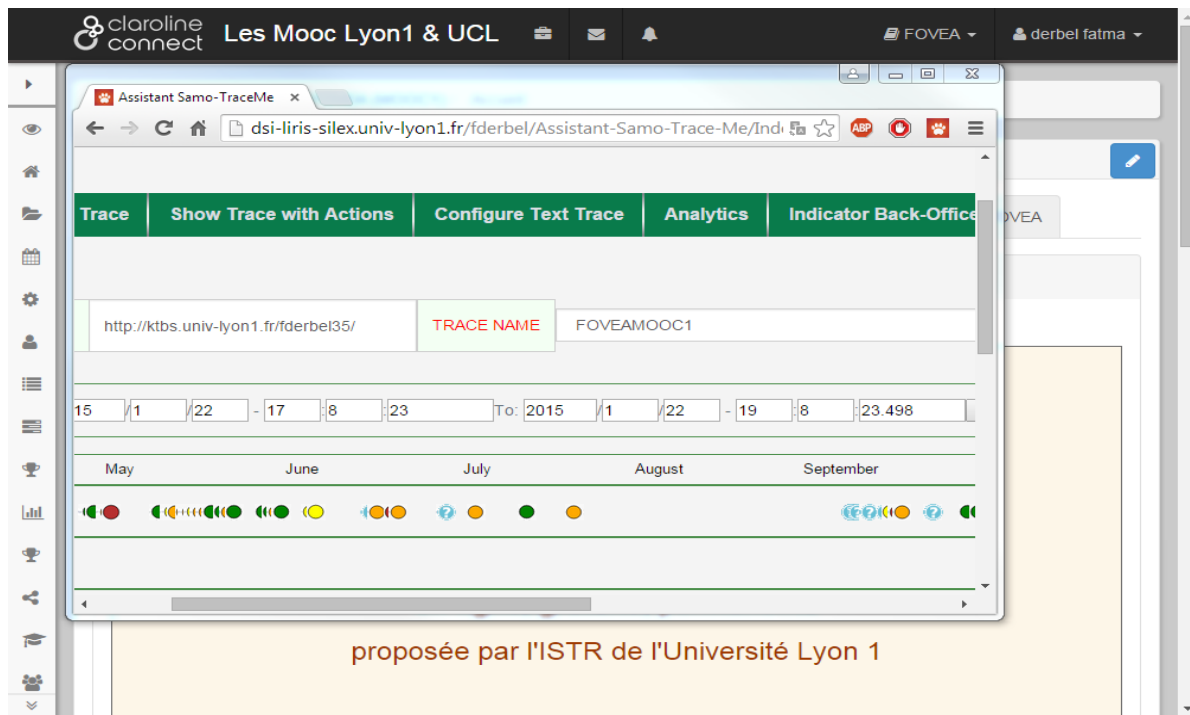 claroline
connect
Les Mooc Lyon1 & UCL
FOVEA
derbel fatma
Assistant Samo-TraceMe
dsi-liris-silex.univ-lyon1.fr/fderbel/Assistant-Samo-Trace-Me/Ind
ABP
Trace Show Trace with Actions Configure Text Trace Analytics Indicator Back-Office
OVEA
http://ktbs.univ-lyon1.fr/fderbel35/ TRACE NAME FOVEAMOOC1
15 /1 /22 - 17 :8 :23 To: 2015 /1 /22 - 19 :8 :23.498
May June July August September
? ? ? ?
proposée par l'ISTR de l'Université Lyon 1